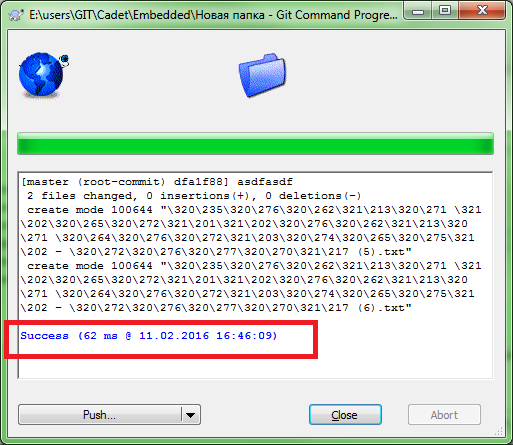 E:\users\GIT\Cadet\Embedded\Новая папка - Git Command Progre...
[master (root-commit) dfa1f88] asdfasdf
2 files changed, 0 insertions(+), 0 deletions(-)
create mode 100644 "\320\235\320\276\320\262\321\213\320\271 \321
\202\320\265\320\272\321\201\321\202\320\276\320\262\321\213\320
\271 \320\264\320\276\320\272\321\203\320\274\320\265\320\275\321
\202 - \320\272\320\276\320\277\320\270\321\217 (5).txt"
create mode 100644 "\320\235\320\276\320\262\321\213\320\271 \321
\202\320\265\320\272\321\201\321\202\320\276\320\262\321\213\320
\271 \320\264\320\276\320\272\321\203\320\274\320\265\320\275\321
\202 - \320\272\320\276\320\277\320\270\321\217 (6).txt"
Success (62 ms @ 11.02.2016 16:46:09)
Push...
Close
Abort